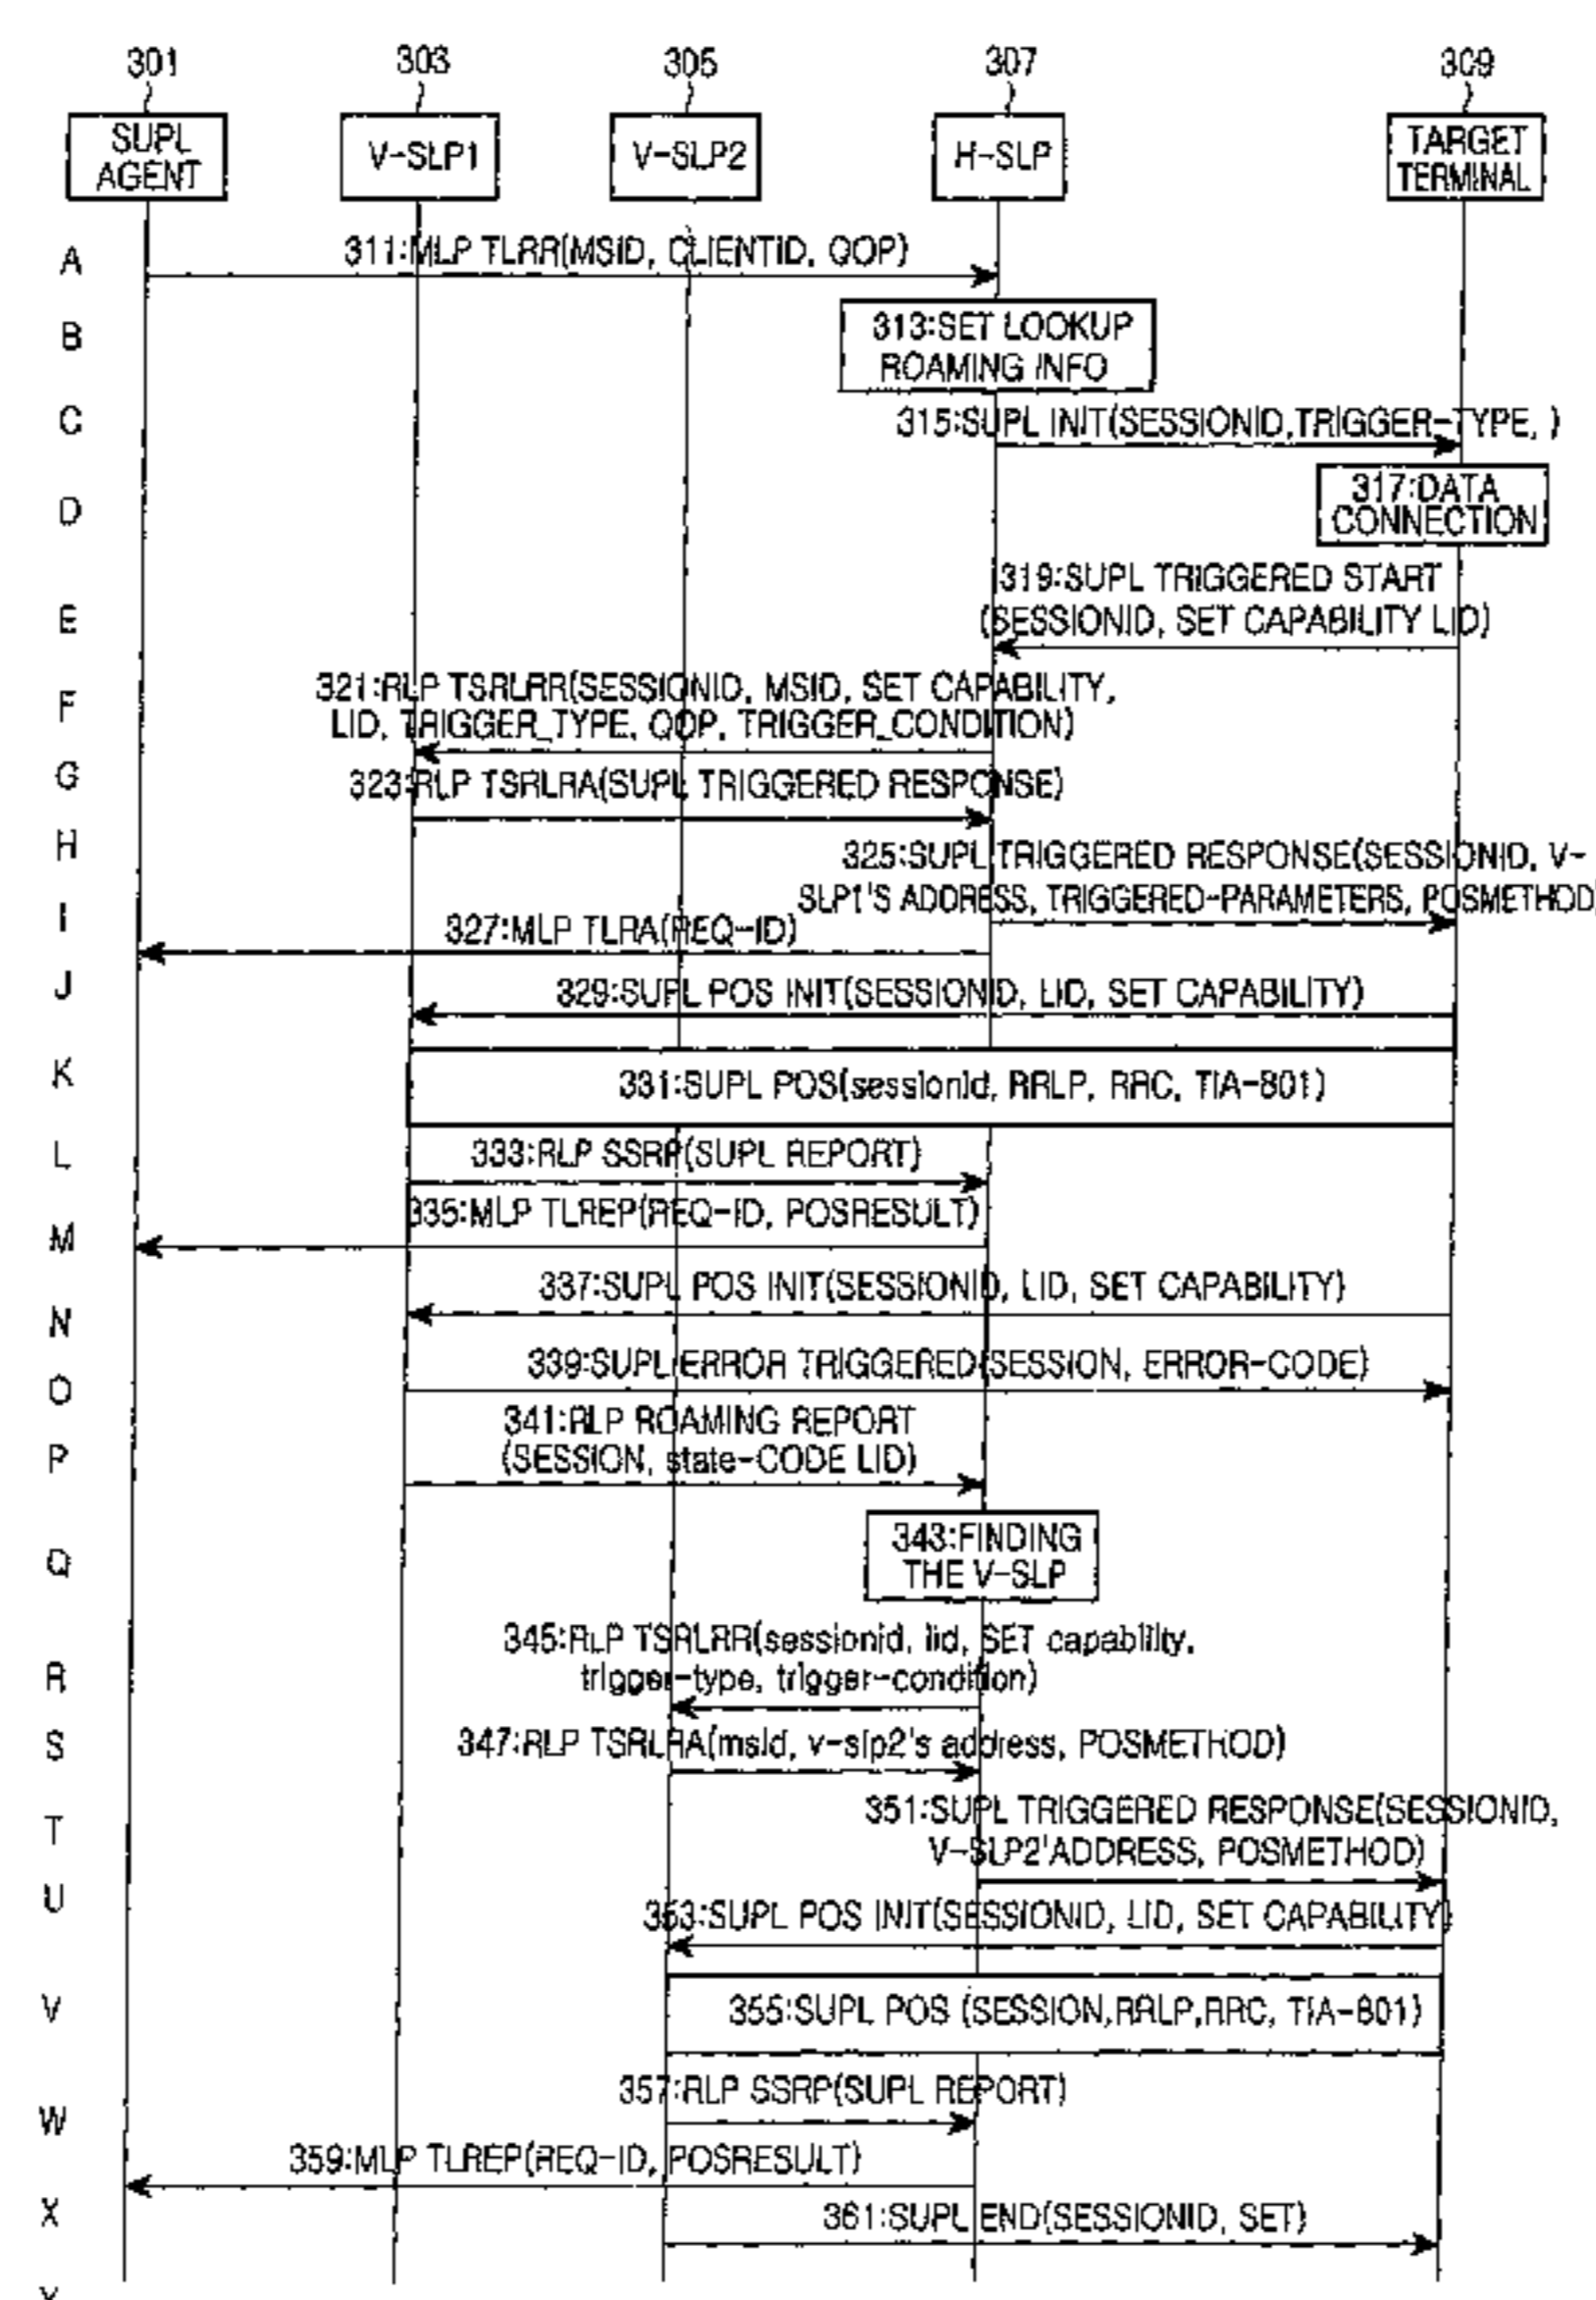 301 303 305 307 309
SUPL AGENT
V-SLP1
V-SLP2
H-SLP
TARGET TERMINAL
A
311:MLP TLRR(MSID, CLIENTID, QOP)
B
313:SET LOOKUP
ROAMING INFO
C
315:SUPL INIT(SESSIONID,TRIGGER-TYPE, )
D
317:DATA
CONNECTION
319:SUPL TRIGGERED START
E
(SESSIONID, SET CAPABILITY LID)
F
321:RLP TSRLRR(SESSIONID, MSID, SET CAPABILITY,
LID, TRIGGER_TYPE, QOP, TRIGGER_CONDITION)
G
323:RLP TSRLRA(SUPL TRIGGERED RESPONSE)
H
325:SUPL TRIGGERED RESPONSE(SESSIONID, V-
SLP1'S ADDRESS, TRIGGERED-PARAMETERS, POSMETHOD)
I
327:MLP TLRA(REQ-ID)
J
329:SUPL POS INIT(SESSIONID, LID, SET CAPABILITY)
K
331:SUPL POS(sessionid, RRLP, RRC, TIA-801)
L
333:RLP SSRP(SUPL REPORT)
335:MLP TLREP(REQ-ID, POSRESULT)
M
337:SUPL POS INIT(SESSIONID, LID, SET CAPABILITY)
N
339:SUPL ERROR TRIGGERED(SESSION, ERROR-CODE)
O
341:RLP ROAMING REPORT
P
(SESSION, state-CODE LID)
343:FINDING
THE V-SLP
Q
345:RLP TSRLRR(sessionid, lid, SET capability,
trigger-type, trigger-condition)
R
S
347:RLP TSRLRA(msid, v-slp2's address, POSMETHOD)
351:SUPL TRIGGERED RESPONSE(SESSIONID,
T
V-SLP2'ADDRESS, POSMETHOD)
U
353:SUPL POS INIT(SESSIONID, LID, SET CAPABILITY)
V
355:SUPL POS (SESSION,RRLP,RRC, TIA-801)
357:RLP SSRP(SUPL REPORT)
W
359:MLP TLREP(REQ-ID, POSRESULT)
X
361:SUPL END(SESSIONID, SET)